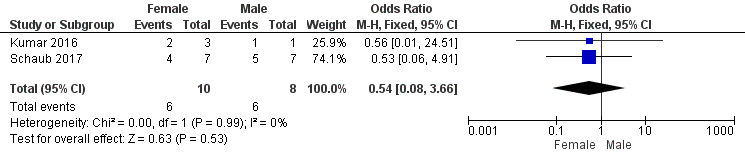 Female Male Odds Ratio Odds Ratio
Study or Subgroup Events Total Events Total Weight M-H, Fixed, 95% CI M-H, Fixed, 95% CI
Kumar 2016 2 3 1 1 25.9% 0.56 [0.01, 24.51]
Schaub 2017 4 7 5 7 74.1% 0.53 [0.06, 4.91]
Total (95% CI) 10 8 100.0% 0.54 [0.08, 3.66]
Total events 6 6
Heterogeneity: Chi² = 0.00, df = 1 (P = 0.99); I² = 0%
Test for overall effect: Z = 0.63 (P = 0.53)
0.001 0.1 1 10 1000
Female Male